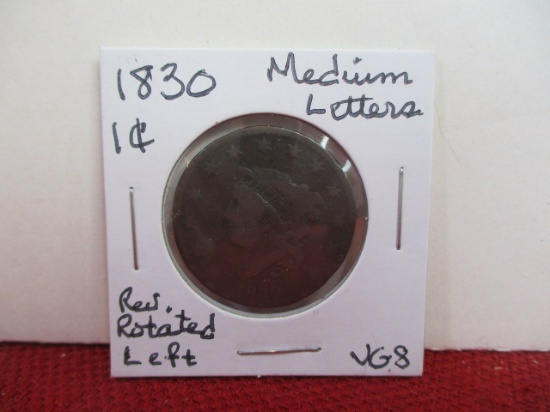 1830
1¢
Medium
Letters
Rev.
Rotated
Left
VG8